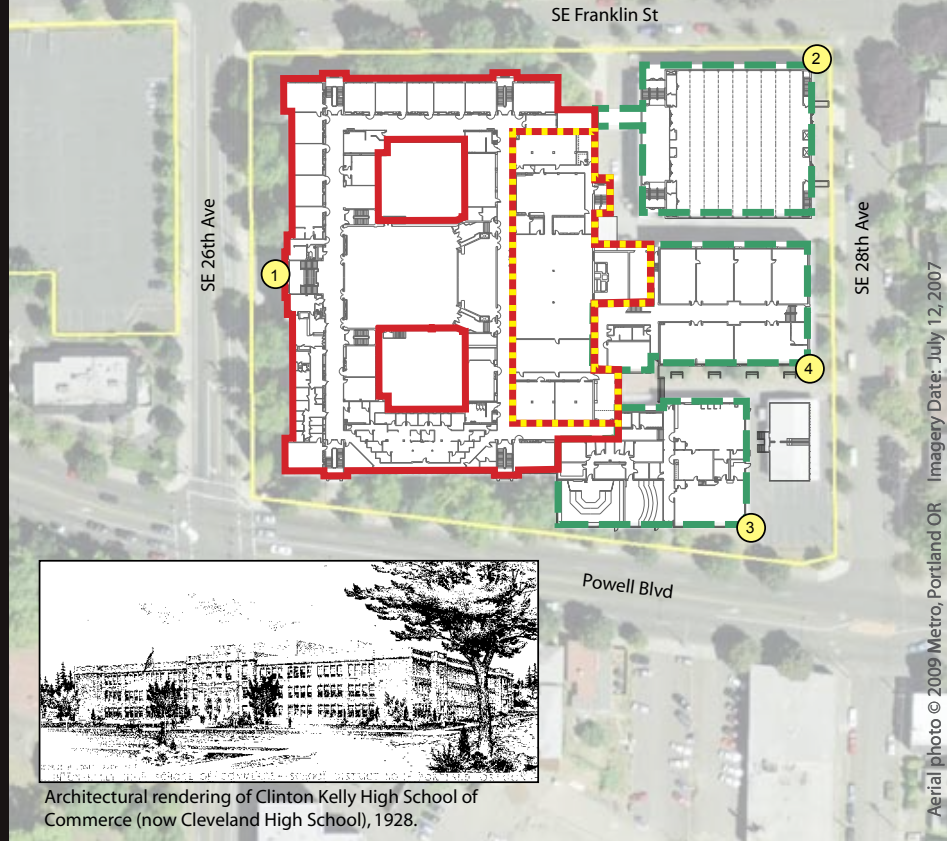 SE Franklin St
2
SE 26th Ave
1
SE 28th Ave
4
3
Powell Blvd
Architectural rendering of Clinton Kelly High School of
Commerce (now Cleveland High School), 1928.
Aerial photo © 2009 Metro, Portland OR Imagery Date: July 12, 2007